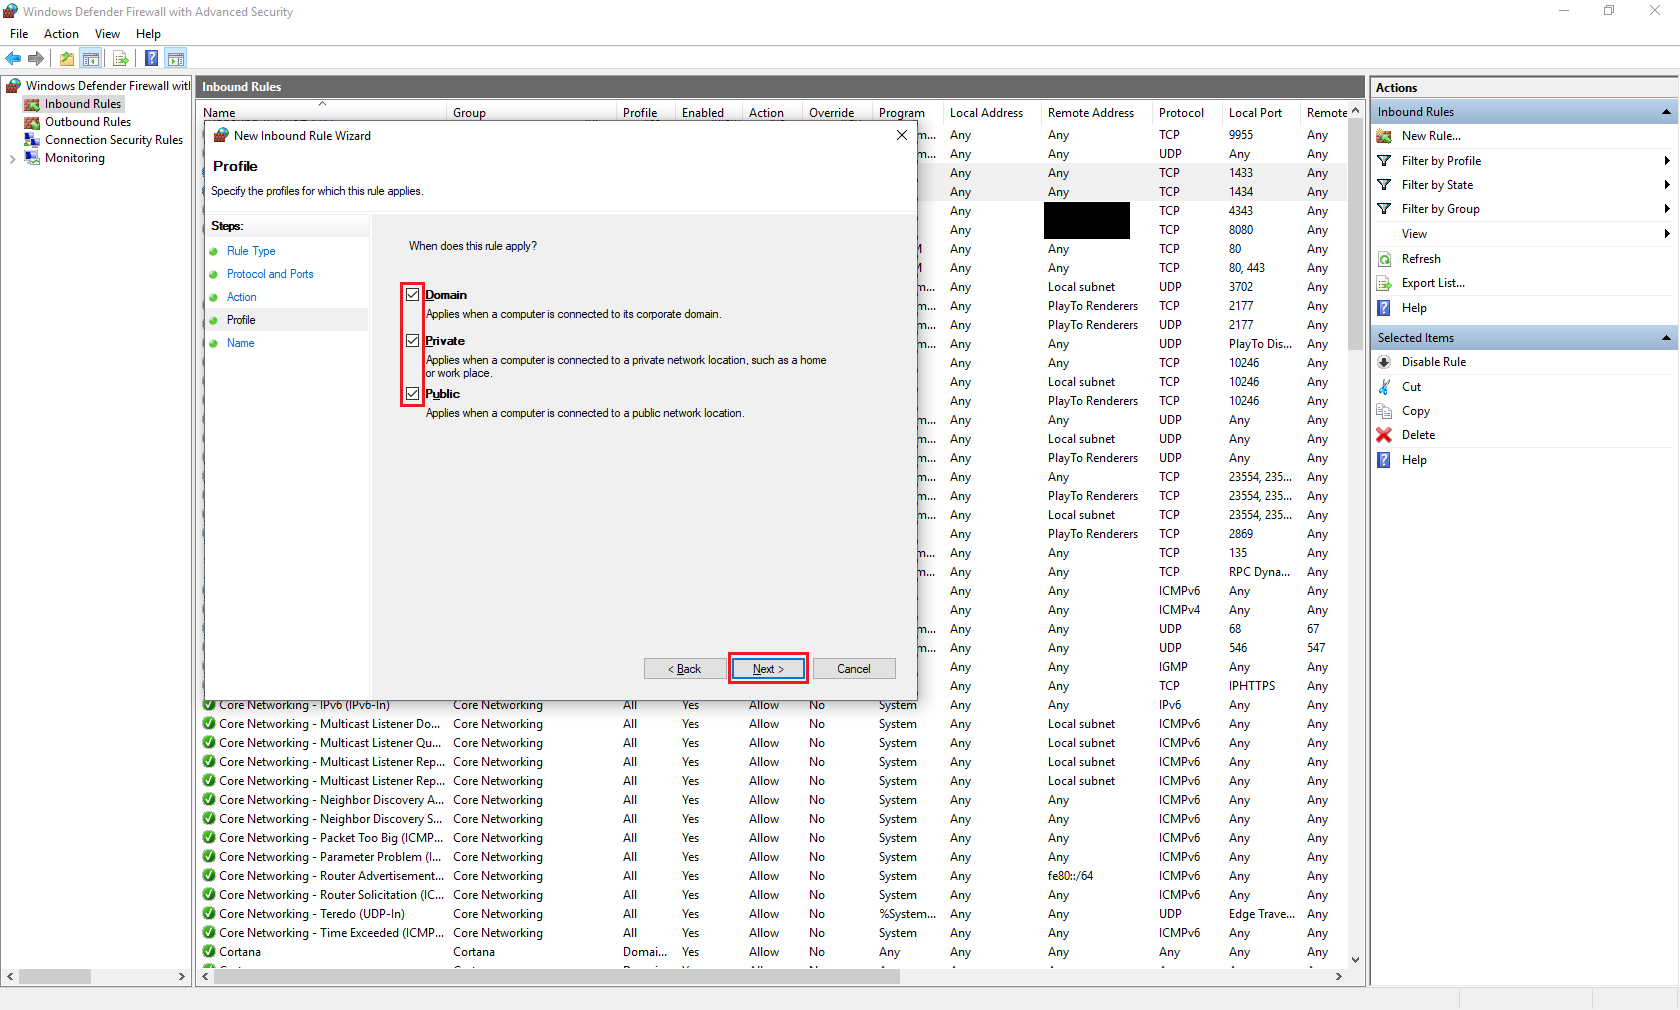 Windows Defender Firewall with Advanced Security
File Action View Help
Windows Defender Firewall with
Inbound Rules
Outbound Rules
Connection Security Rules
Monitoring
Inbound Rules
Name Group Profile Enabled Action Override Program Local Address Remote Address Protocol Local Port Remote
New Inbound Rule Wizard
Profile
Specify the profiles for which this rule applies.
Steps:
Rule Type
Protocol and Ports
Action
Profile
Name
When does this rule apply?
Domain
Applies when a computer is connected to its corporate domain.
Private
Applies when a computer is connected to a private network location, such as a home
or work place.
Public
Applies when a computer is connected to a public network location.
< Back Next > Cancel
m... Any Any TCP 9955 Any
m... Any Any UDP Any Any
Any Any TCP 1433 Any
Any Any TCP 1434 Any
Any TCP 4343 Any
Any TCP 8080 Any
Any Any TCP 80 Any
Any Any TCP 80, 443 Any
m... Any Local subnet UDP 3702 Any
m... Any PlayTo Renderers TCP 2177 Any
m... Any PlayTo Renderers UDP 2177 Any
m... Any Any UDP PlayTo Dis... Any
Any Any TCP 10246 Any
Any Local subnet TCP 10246 Any
Any PlayTo Renderers TCP 10246 Any
m... Any Any UDP Any Any
m... Any Local subnet UDP Any Any
m... Any PlayTo Renderers UDP Any Any
m... Any Any TCP 23554, 235... Any
m... Any PlayTo Renderers TCP 23554, 235... Any
m... Any Local subnet TCP 23554, 235... Any
Any PlayTo Renderers TCP 2869 Any
m... Any Any TCP 135 Any
m... Any Any TCP RPC Dyna... Any
Any Any ICMPv6 Any Any
Any Any ICMPv4 Any Any
m... Any Any UDP 68 67
m... Any Any UDP 546 547
Any Any IGMP Any Any
Any Any TCP IPHTTPS Any
Core Networking - IPv6 (IPv6-In) Core Networking All Yes Allow No System Any Any IPv6 Any Any
Core Networking - Multicast Listener Do... Core Networking All Yes Allow No System Any Local subnet ICMPv6 Any Any
Core Networking - Multicast Listener Qu... Core Networking All Yes Allow No System Any Local subnet ICMPv6 Any Any
Core Networking - Multicast Listener Rep... Core Networking All Yes Allow No System Any Local subnet ICMPv6 Any Any
Core Networking - Multicast Listener Rep... Core Networking All Yes Allow No System Any Local subnet ICMPv6 Any Any
Core Networking - Neighbor Discovery A... Core Networking All Yes Allow No System Any Any ICMPv6 Any Any
Core Networking - Neighbor Discovery S... Core Networking All Yes Allow No System Any Any ICMPv6 Any Any
Core Networking - Packet Too Big (ICMP... Core Networking All Yes Allow No System Any Any ICMPv6 Any Any
Core Networking - Parameter Problem (I... Core Networking All Yes Allow No System Any Any ICMPv6 Any Any
Core Networking - Router Advertisement... Core Networking All Yes Allow No System Any fe80::/64 ICMPv6 Any Any
Core Networking - Router Solicitation (IC... Core Networking All Yes Allow No System Any Any ICMPv6 Any Any
Core Networking - Teredo (UDP-In) Core Networking All Yes Allow No %System... Any Any UDP Edge Trave... Any
Core Networking - Time Exceeded (ICMP... Core Networking All Yes Allow No System Any Any ICMPv6 Any Any
Cortana Cortana Domai... Yes Allow No Any Any Any Any Any Any
Actions
Inbound Rules
New Rule...
Filter by Profile
Filter by State
Filter by Group
View
Refresh
Export List...
Help
Selected Items
Disable Rule
Cut
Copy
Delete
Help